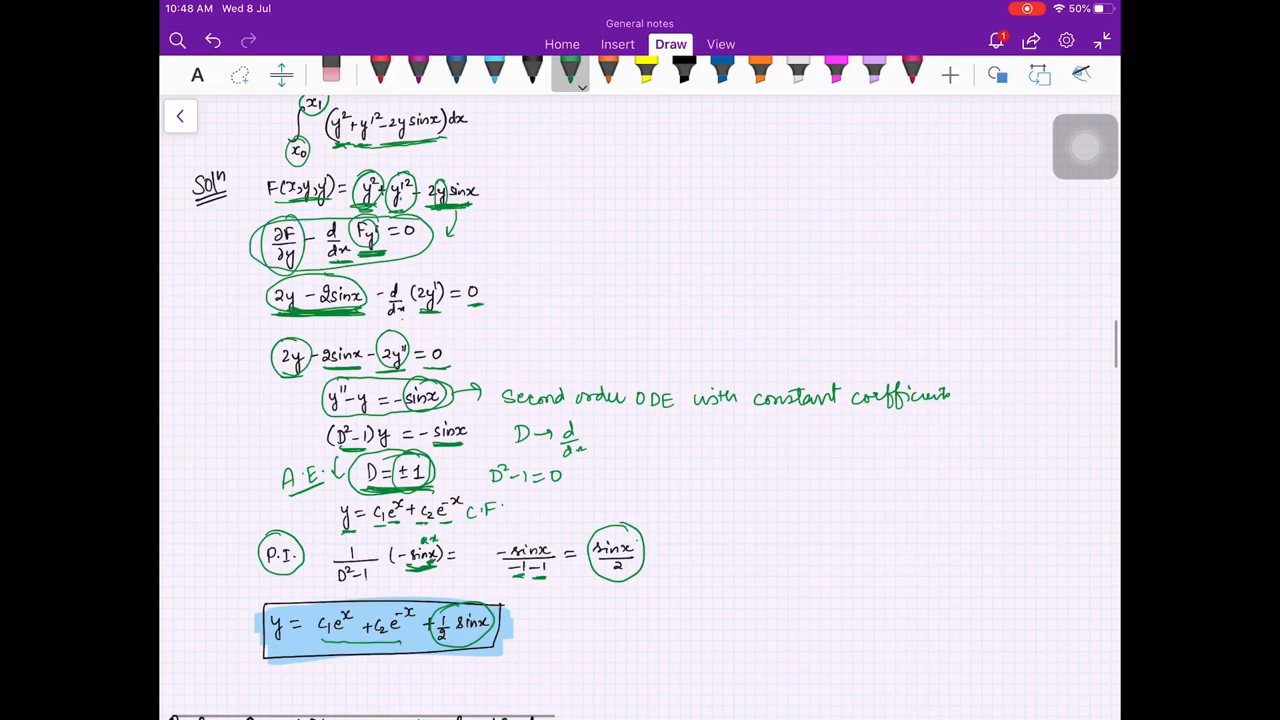 10:48 AM Wed 8 Jul
50%
General notes
Home Insert Draw View
1
A
x₁
∫ (y² + y'² - 2y sinx) dx
x₀
Soln
F(x,y,y') = y² + y'² - 2y sinx
∂F/∂y - d/dx Fy' = 0
2y - 2sinx - d/dx (2y') = 0
2y - 2sinx - 2y'' = 0
y'' - y = - sinx → Second order ODE with constant coefficients
(D² - 1) y = - sinx D → d/dx
A.E. D = ± 1 D² - 1 = 0
y = c₁eˣ + c₂e⁻ˣ C.F.
P.I. 1/(D² - 1) (- sinx) = - sinx/(-1 - 1) = sinx/2
ax
y = c₁eˣ + c₂e⁻ˣ + 1/2 sinx